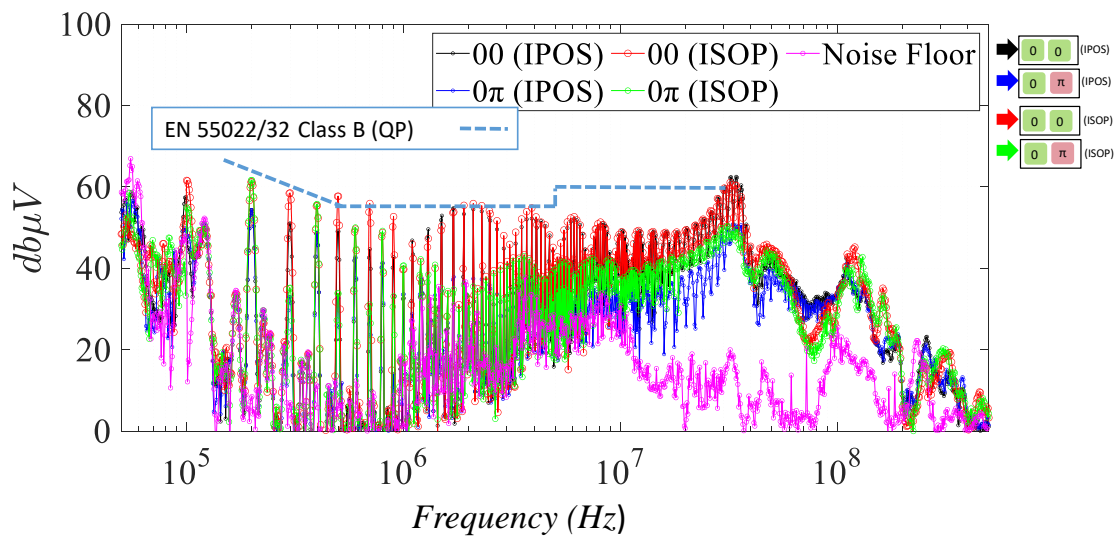 100
80
60
40
20
0
dbμV
00 (IPOS) 00 (ISOP) Noise Floor
0π (IPOS) 0π (ISOP)
EN 55022/32 Class B (QP)
10^5 10^6 10^7 10^8
Frequency (Hz)
0 0 (IPOS)
0 π (IPOS)
0 0 (ISOP)
0 π (ISOP)